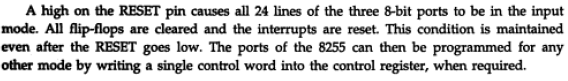 A high on the RESET pin causes all 24 lines of the three 8-bit ports to be in the input
mode. All flip-flops are cleared and the interrupts are reset. This condition is maintained
even after the RESET goes low. The ports of the 8255 can then be programmed for any
other mode by writing a single control word into the control register, when required.